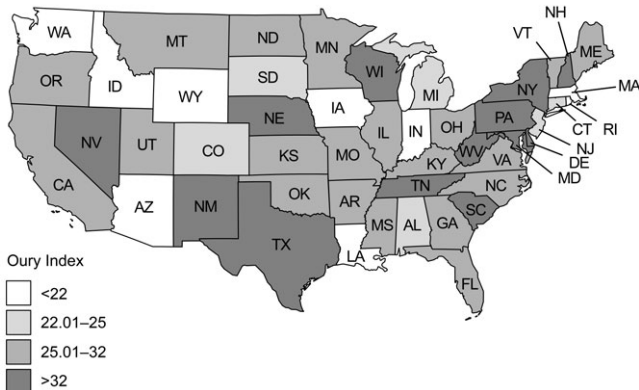 NH
WA
VT
MT
ND
MN
ME
OR
ID
SD
WI
NY
MA
WY
MI
IA
PA
NE
RI
NV
IL
IN
OH
CT
UT
CO
NJ
WV
DE
KS
MO
KY
VA
MD
CA
TN
NC
OK
AZ
NM
AR
SC
MS
AL
GA
TX
LA
Oury Index
FL
<22
22.01–25
25.01–32
>32